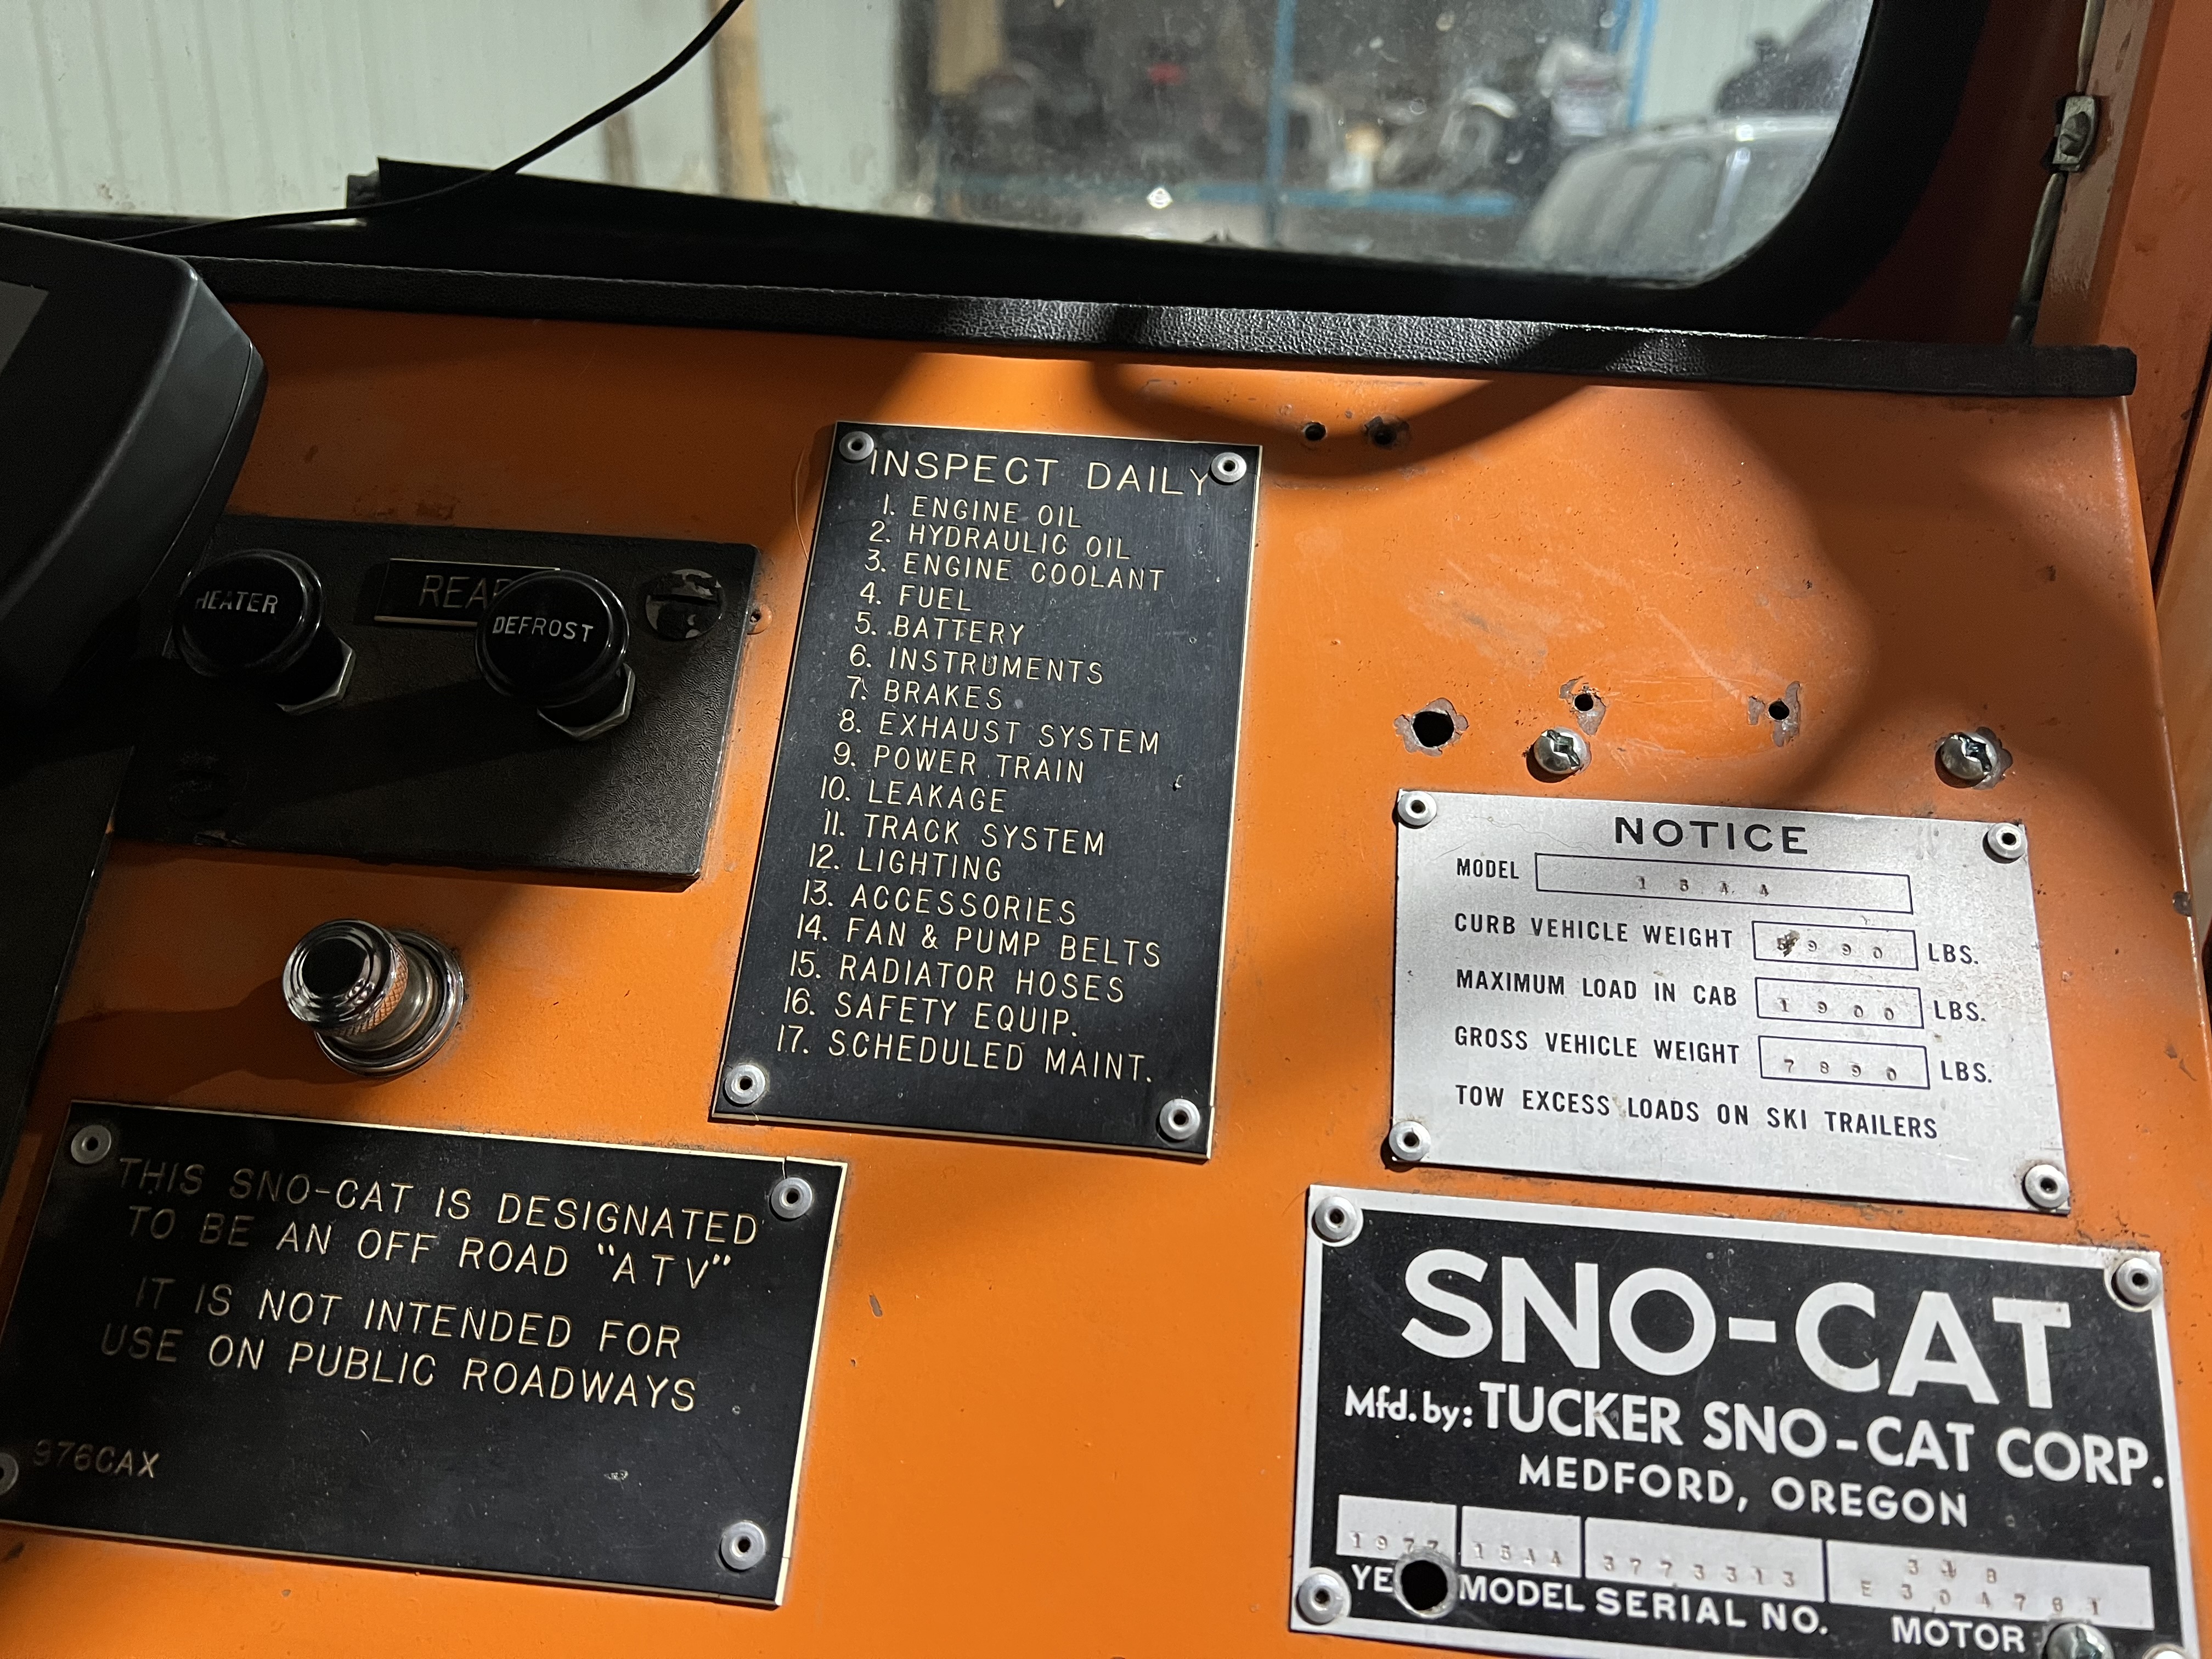 HEATER
DEFROST
INSPECT DAILY
1. ENGINE OIL
2. HYDRAULIC OIL
3. ENGINE COOLANT
4. FUEL
5. BATTERY
6. INSTRUMENTS
7. BRAKES
8. EXHAUST SYSTEM
9. POWER TRAIN
10. LEAKAGE
11. TRACK SYSTEM
12. LIGHTING
13. ACCESSORIES
14. FAN & PUMP BELTS
15. RADIATOR HOSES
16. SAFETY EQUIP.
17. SCHEDULED MAINT.
NOTICE
MODEL 1544
CURB VEHICLE WEIGHT 5990 LBS.
MAXIMUM LOAD IN CAB 1900 LBS.
GROSS VEHICLE WEIGHT 7890 LBS.
TOW EXCESS LOADS ON SKI TRAILERS
THIS SNO-CAT IS DESIGNATED
TO BE AN OFF ROAD "ATV"
IT IS NOT INTENDED FOR
USE ON PUBLIC ROADWAYS
976CAX
SNO-CAT
Mfd. by: TUCKER SNO-CAT CORP.
MEDFORD, OREGON
1977 1544 3773313 318
MODEL SERIAL NO. MOTOR